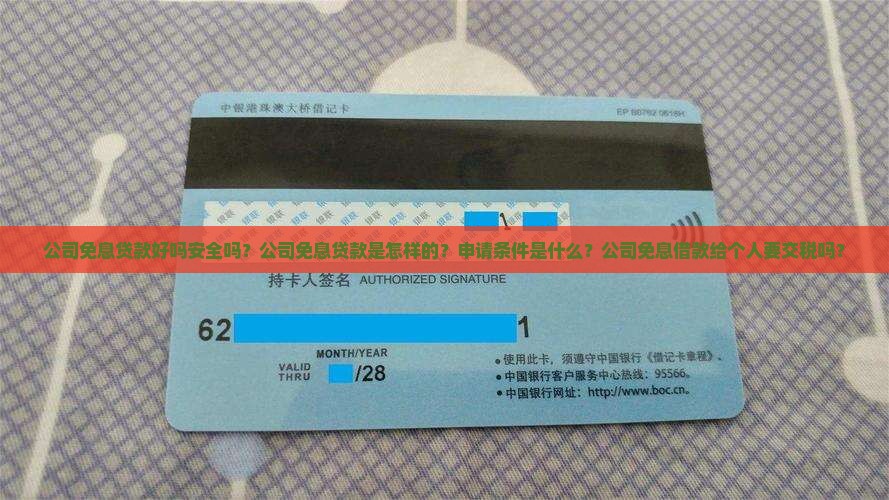 中银港珠澳大桥借记卡
EP B0762 0618H
1
公司免息贷款好吗安全吗？公司免息贷款是怎样的？申请条件是什么？公司免息借款给个人要交税吗？
持卡人签名 AUTHORIZED SIGNATURE
62 1
MONTH/YEAR
VALID THRU /28
使用此卡，须遵守中国银行《借记卡章程》。
中国银行客户服务中心热线：95566。
中国银行网址：http://www.boc.cn。